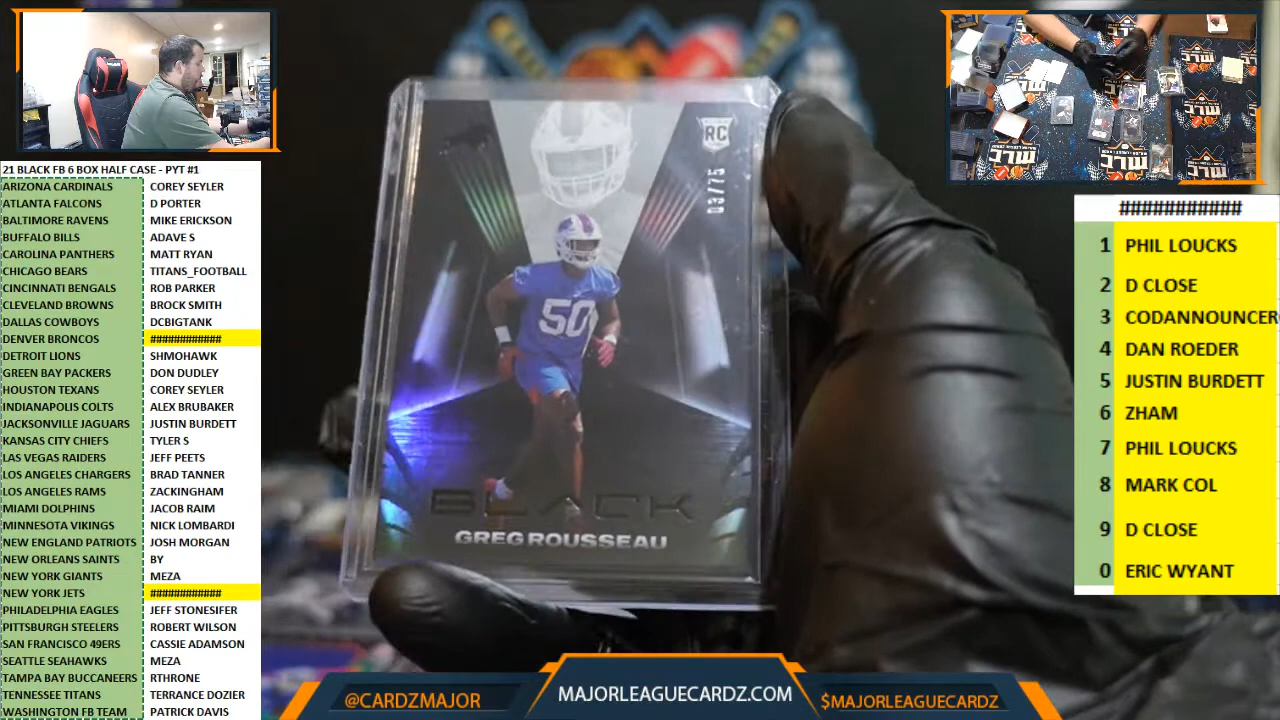 21 BLACK FB 6 BOX HALF CASE - PYT #1
ARIZONA CARDINALS COREY SEYLER
ATLANTA FALCONS D PORTER
BALTIMORE RAVENS MIKE ERICKSON
BUFFALO BILLS ADAVE S
CAROLINA PANTHERS MATT RYAN
CHICAGO BEARS TITANS_FOOTBALL
CINCINNATI BENGALS ROB PARKER
CLEVELAND BROWNS BROCK SMITH
DALLAS COWBOYS DCBIGTANK
DENVER BRONCOS ############
DETROIT LIONS SHMOHAWK
GREEN BAY PACKERS DON DUDLEY
HOUSTON TEXANS COREY SEYLER
INDIANAPOLIS COLTS ALEX BRUBAKER
JACKSONVILLE JAGUARS JUSTIN BURDETT
KANSAS CITY CHIEFS TYLER S
LAS VEGAS RAIDERS JEFF PEETS
LOS ANGELES CHARGERS BRAD TANNER
LOS ANGELES RAMS ZACKINGHAM
MIAMI DOLPHINS JACOB RAIM
MINNESOTA VIKINGS NICK LOMBARDI
NEW ENGLAND PATRIOTS JOSH MORGAN
NEW ORLEANS SAINTS BY
NEW YORK GIANTS MEZA
NEW YORK JETS ############
PHILADELPHIA EAGLES JEFF STONESIFER
PITTSBURGH STEELERS ROBERT WILSON
SAN FRANCISCO 49ERS CASSIE ADAMSON
SEATTLE SEAHAWKS MEZA
TAMPA BAY BUCCANEERS RTHRONE
TENNESSEE TITANS TERRANCE DOZIER
WASHINGTON FB TEAM PATRICK DAVIS
RC
03/75
50
BLACK
GREG ROUSSEAU
###########
1 PHIL LOUCKS
2 D CLOSE
3 CODANNOUNCER
4 DAN ROEDER
5 JUSTIN BURDETT
6 ZHAM
7 PHIL LOUCKS
8 MARK COL
9 D CLOSE
0 ERIC WYANT
@CARDZMAJOR
MAJORLEAGUECARDZ.COM
$MAJORLEAGUECARDZ